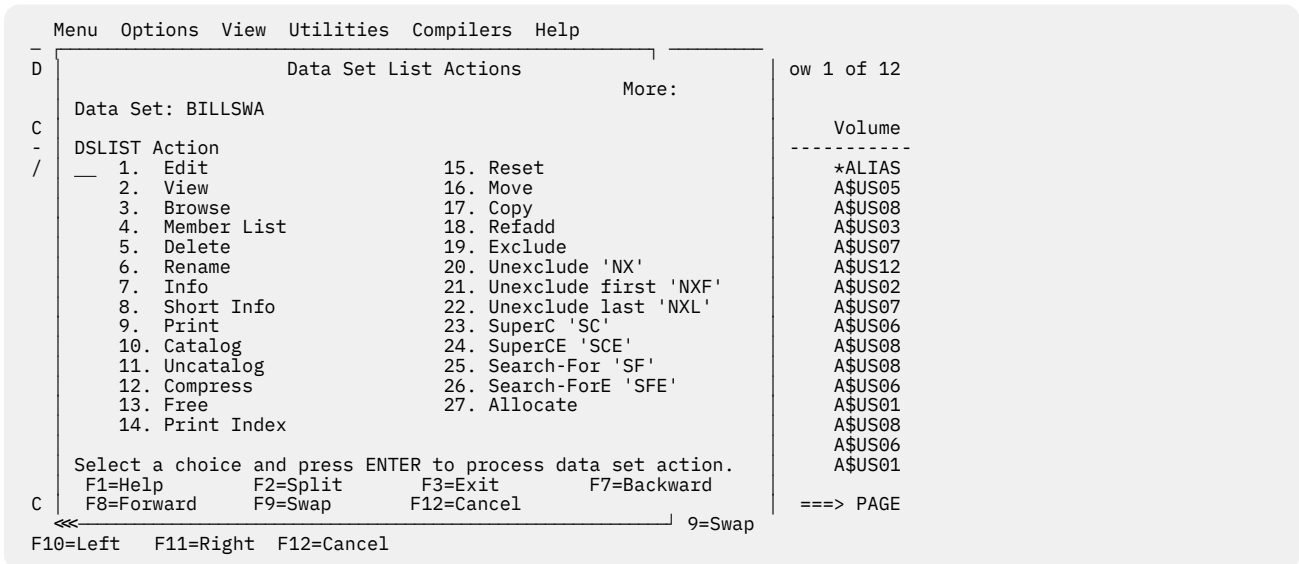 Menu  Options  View  Utilities  Compilers  Help
D                      Data Set List Actions                       ow 1 of 12
                                                     More:
    Data Set: BILLSWA
C                                                                      Volume
-   DSLIST Action                                                  -----------
/   __  1.  Edit                     15. Reset                         *ALIAS
        2.  View                     16. Move                          A$US05
        3.  Browse                   17. Copy                          A$US08
        4.  Member List              18. Refadd                        A$US03
        5.  Delete                   19. Exclude                       A$US07
        6.  Rename                   20. Unexclude 'NX'                A$US12
        7.  Info                     21. Unexclude first 'NXF'         A$US02
        8.  Short Info               22. Unexclude last 'NXL'          A$US07
        9.  Print                    23. SuperC 'SC'                   A$US06
        10. Catalog                  24. SuperCE 'SCE'                 A$US08
        11. Uncatalog                25. Search-For 'SF'               A$US08
        12. Compress                 26. Search-ForE 'SFE'             A$US06
        13. Free                     27. Allocate                      A$US01
        14. Print Index                                                A$US08
                                                                       A$US06
    Select a choice and press ENTER to process data set action.        A$US01
     F1=Help        F2=Split       F3=Exit        F7=Backward
C    F8=Forward     F9=Swap       F12=Cancel                        ===> PAGE
  <<<                                                     9=Swap
F10=Left   F11=Right  F12=Cancel